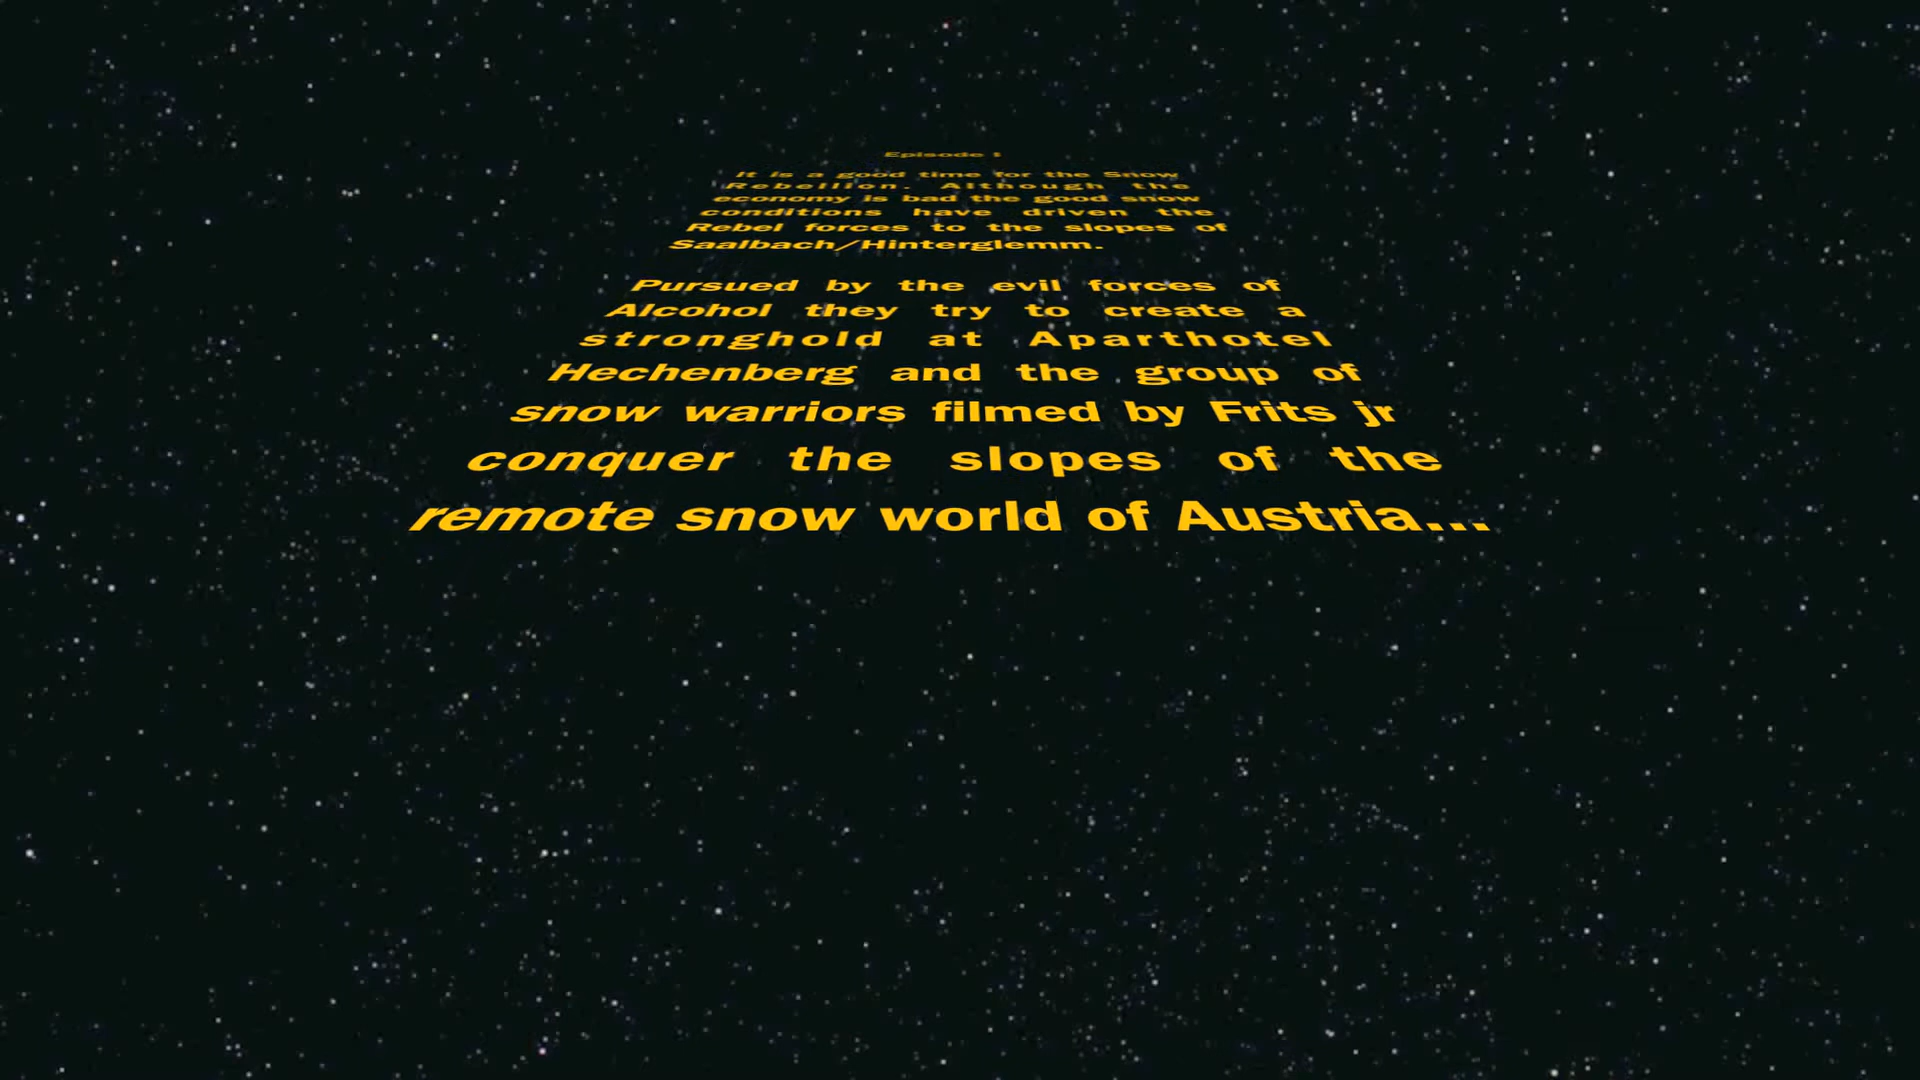 Episode 1
It is a good time for the Snow
Rebellion. Although the
economy is bad the good snow
conditions have driven the
Rebel forces to the slopes of
Saalbach/Hinterglemm.
Pursued by the evil forces of
Alcohol they try to create a
stronghold at Aparthotel
Hechenberg and the group of
snow warriors filmed by Frits jr
conquer the slopes of the
remote snow world of Austria...